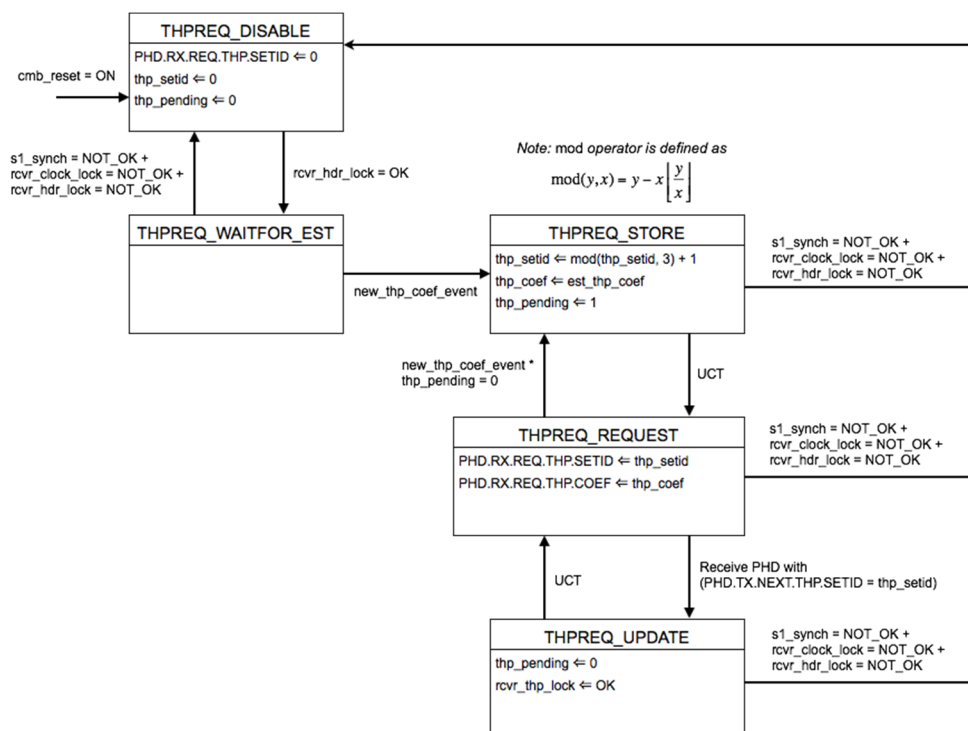 THPREQ_DISABLE
PHD.RX.REQ.THP.SETID ⇐ 0
thp_setid ⇐ 0
thp_pending ⇐ 0
cmb_reset = ON
s1_synch = NOT_OK +
rcvr_clock_lock = NOT_OK +
rcvr_hdr_lock = NOT_OK
rcvr_hdr_lock = OK
Note: mod operator is defined as
mod(y,x) = y − x⌊y/x⌋
THPREQ_WAITFOR_EST
new_thp_coef_event
THPREQ_STORE
thp_setid ⇐ mod(thp_setid, 3) + 1
thp_coef ⇐ est_thp_coef
thp_pending ⇐ 1
s1_synch = NOT_OK +
rcvr_clock_lock = NOT_OK +
rcvr_hdr_lock = NOT_OK
new_thp_coef_event *
thp_pending = 0
UCT
THPREQ_REQUEST
PHD.RX.REQ.THP.SETID ⇐ thp_setid
PHD.RX.REQ.THP.COEF ⇐ thp_coef
s1_synch = NOT_OK +
rcvr_clock_lock = NOT_OK +
rcvr_hdr_lock = NOT_OK
UCT
Receive PHD with
(PHD.TX.NEXT.THP.SETID = thp_setid)
THPREQ_UPDATE
thp_pending ⇐ 0
rcvr_thp_lock ⇐ OK
s1_synch = NOT_OK +
rcvr_clock_lock = NOT_OK +
rcvr_hdr_lock = NOT_OK